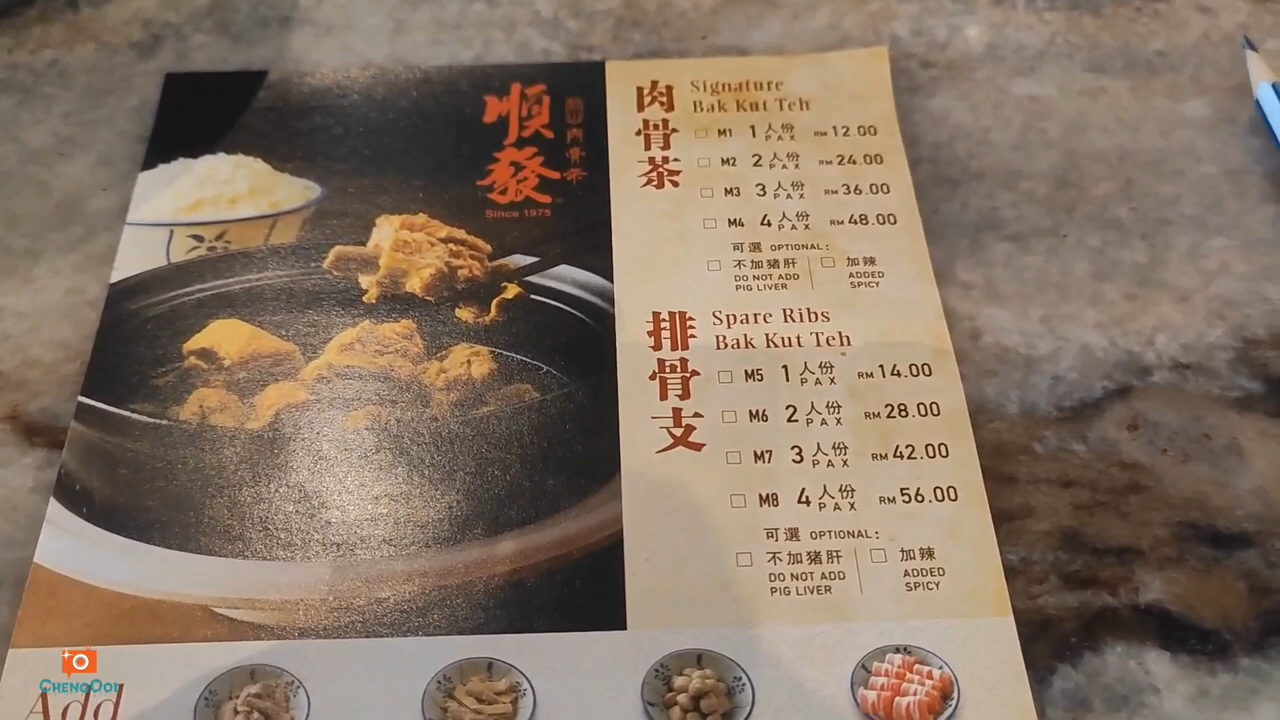 順發
肉骨茶
Since 1975
肉骨茶
Signature
Bak Kut Teh
M1 1 人份 PAX RM 12.00
M2 2 人份 PAX RM 24.00
M3 3 人份 PAX RM 36.00
M4 4 人份 PAX RM 48.00
可選 OPTIONAL:
不加猪肝
DO NOT ADD
PIG LIVER
加辣
ADDED
SPICY
排骨支
Spare Ribs
Bak Kut Teh
M5 1 人份 PAX RM 14.00
M6 2 人份 PAX RM 28.00
M7 3 人份 PAX RM 42.00
M8 4 人份 PAX RM 56.00
可選 OPTIONAL:
不加猪肝
DO NOT ADD
PIG LIVER
加辣
ADDED
SPICY
Add